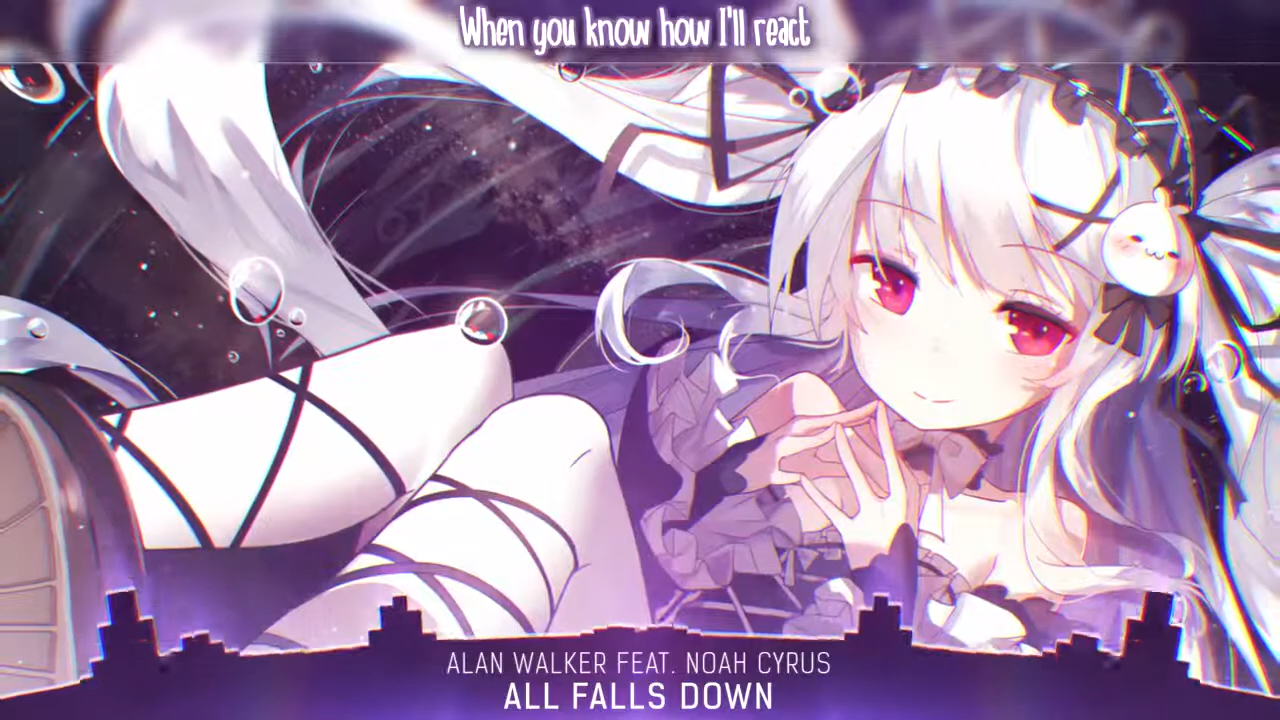 When you know how I'll react
ALAN WALKER FEAT. NOAH CYRUS
ALL FALLS DOWN